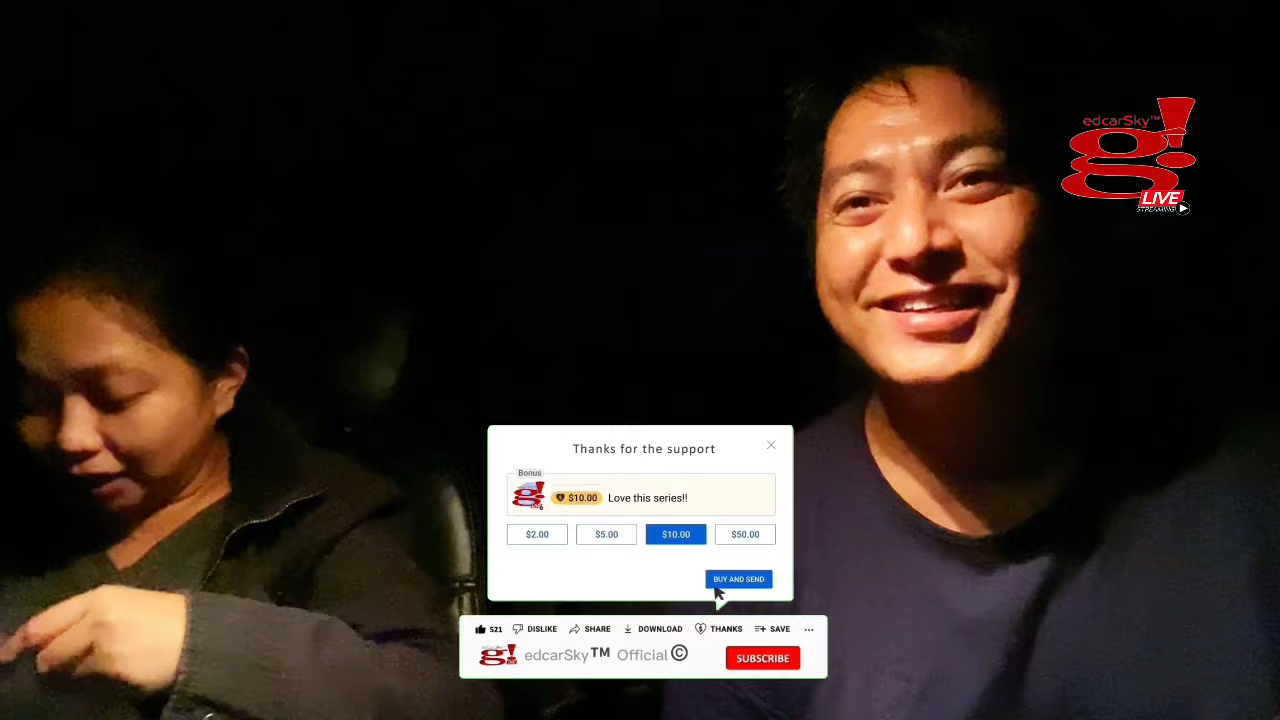 edcarSky™
g!
LIVE
STREAMING
Thanks for the support
Bonus
$10.00 Love this series!!
$2.00 $5.00 $10.00 $50.00
BUY AND SEND
521 DISLIKE SHARE DOWNLOAD THANKS SAVE
g! edcarSky™ Official©
SUBSCRIBE